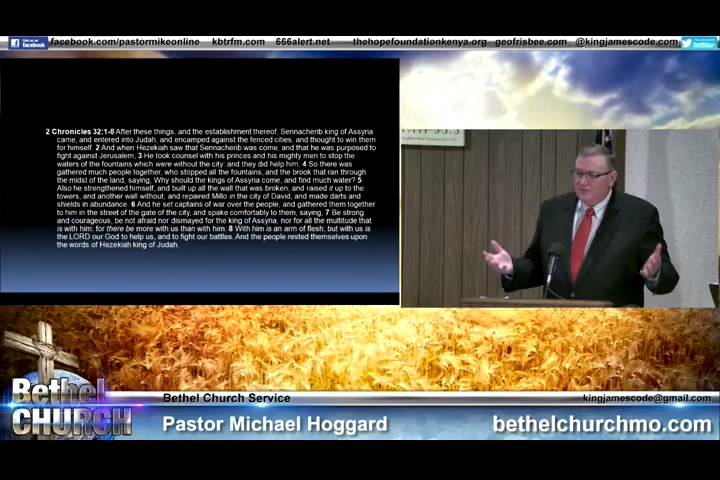 Find us on facebook
facebook.com/pastormikeonline kbtrfm.com 666alert.net thehopefoundationkenya.org geofrisbee.com @kingjamescode.com
2 Chronicles 32:1-8 After these things, and the establishment thereof, Sennacherib king of Assyria
came, and entered into Judah, and encamped against the fenced cities, and thought to win them
for himself. 2 And when Hezekiah saw that Sennacherib was come, and that he was purposed to
fight against Jerusalem, 3 He took counsel with his princes and his mighty men to stop the
waters of the fountains which were without the city: and they did help him. 4 So there was
gathered much people together, who stopped all the fountains, and the brook that ran through
the midst of the land, saying, Why should the kings of Assyria come, and find much water? 5
Also he strengthened himself, and built up all the wall that was broken, and raised it up to the
towers, and another wall without, and repaired Millo in the city of David, and made darts and
shields in abundance. 6 And he set captains of war over the people, and gathered them together
to him in the street of the gate of the city, and spake comfortably to them, saying, 7 Be strong
and courageous, be not afraid nor dismayed for the king of Assyria, nor for all the multitude that
is with him: for there be more with us than with him: 8 With him is an arm of flesh; but with us is
the LORD our God to help us, and to fight our battles. And the people rested themselves upon
the words of Hezekiah king of Judah.
Bethel
CHURCH
Bethel Church Service kingjamescode@gmail.com
Pastor Michael Hoggard bethelchurchmo.com